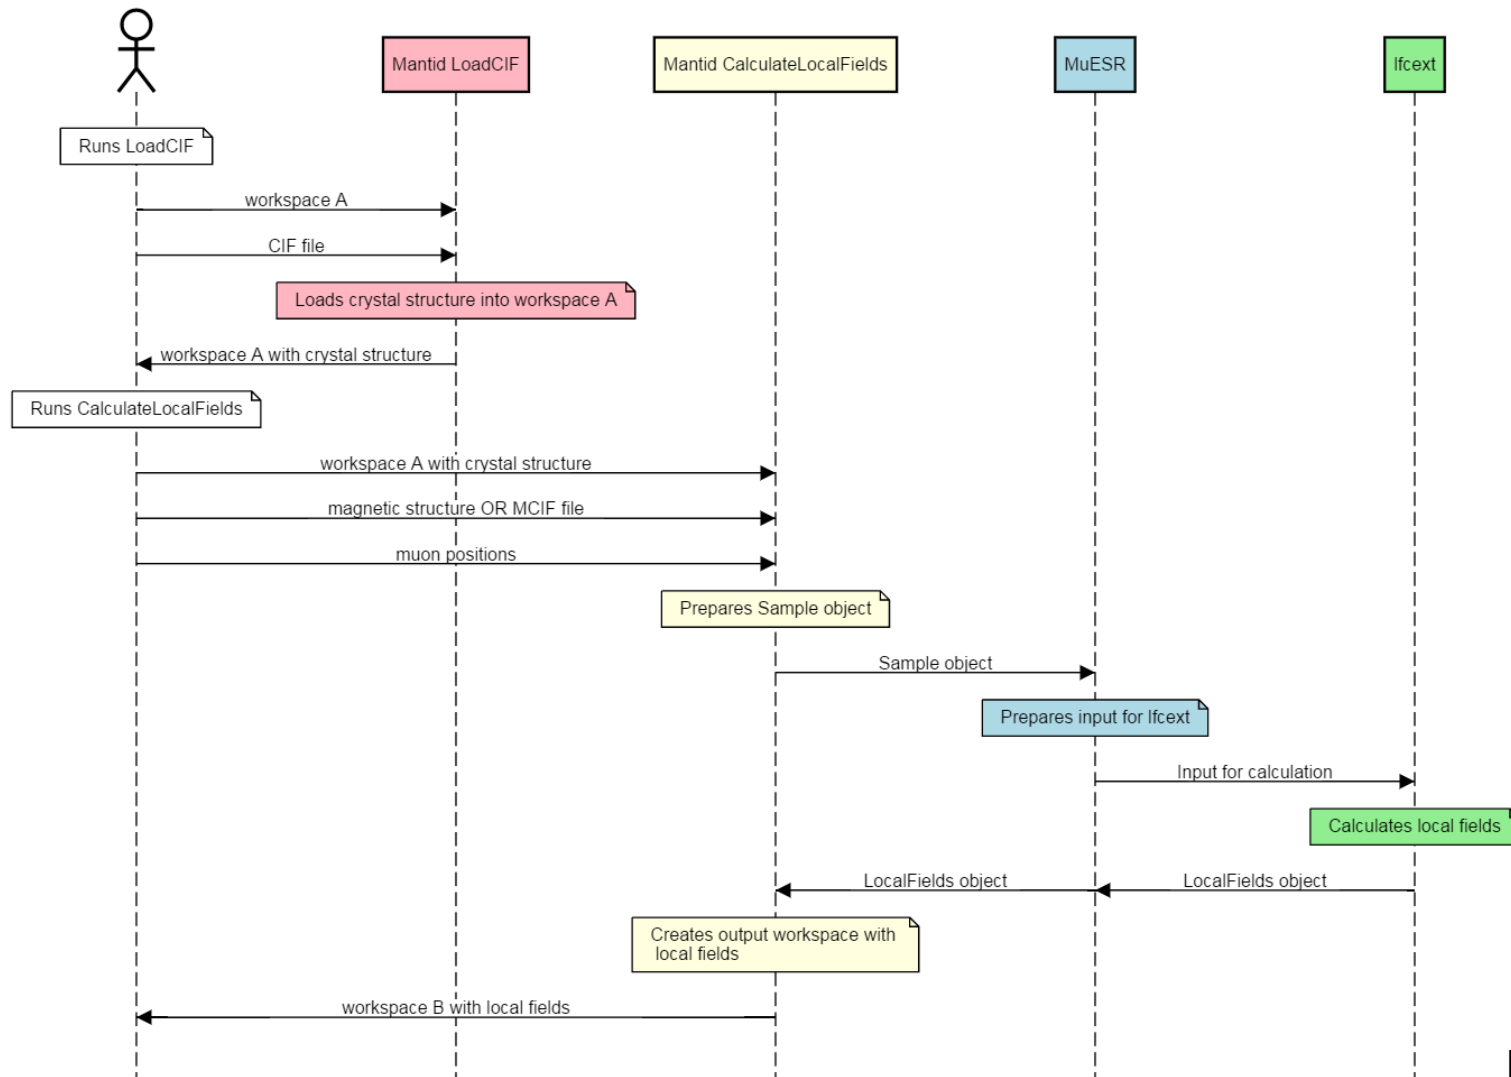 Mantid LoadCIF
Mantid CalculateLocalFields
MuESR
lfcext
Runs LoadCIF
workspace A
CIF file
Loads crystal structure into workspace A
workspace A with crystal structure
Runs CalculateLocalFields
workspace A with crystal structure
magnetic structure OR MCIF file
muon positions
Prepares Sample object
Sample object
Prepares input for lfcext
Input for calculation
Calculates local fields
LocalFields object
LocalFields object
Creates output workspace with
local fields
workspace B with local fields